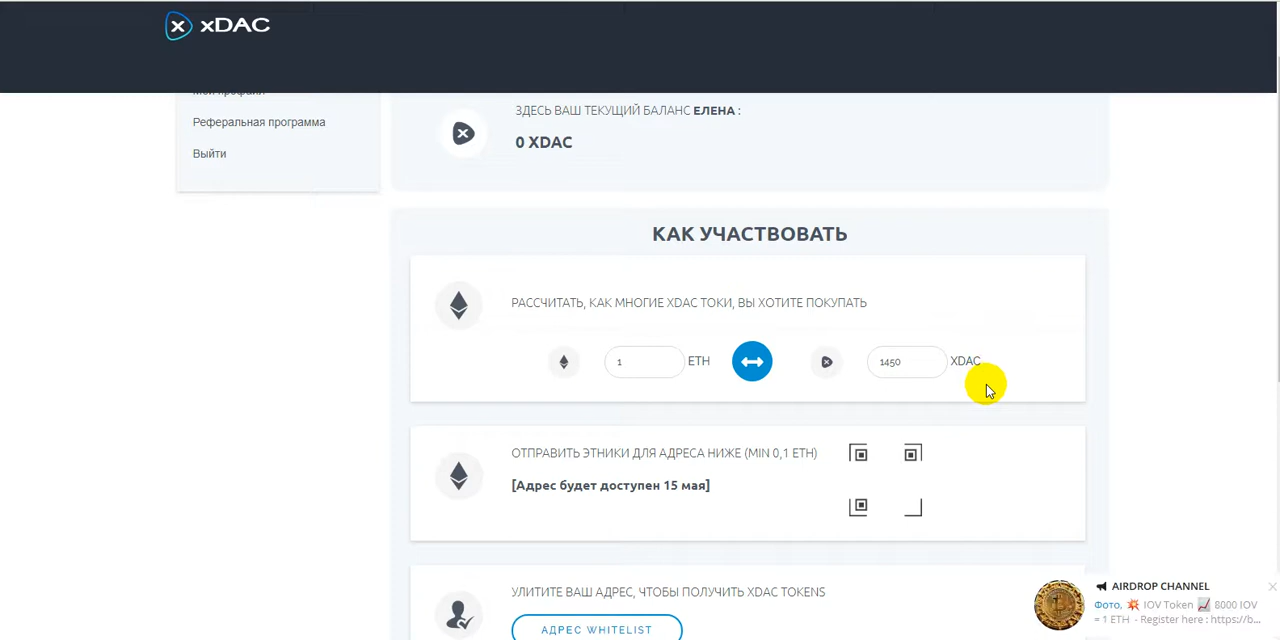 xDAC
Мой профиль
Реферальная программа
Выйти
ЗДЕСЬ ВАШ ТЕКУЩИЙ БАЛАНС ЕЛЕНА :
0 XDAC
КАК УЧАСТВОВАТЬ
РАССЧИТАТЬ, КАК МНОГИЕ XDAC ТОКИ, ВЫ ХОТИТЕ ПОКУПАТЬ
1 ETH
1450 XDAC
ОТПРАВИТЬ ЭТНИКИ ДЛЯ АДРЕСА НИЖЕ (MIN 0,1 ETH)
[Адрес будет доступен 15 мая]
УЛИТИТЕ ВАШ АДРЕС, ЧТОБЫ ПОЛУЧИТЬ XDAC TOKENS
АДРЕС WHITELIST
AIRDROP CHANNEL
Фото, 💥 IOV Token 📈 8000 IOV
= 1 ETH - Register here : https://b...